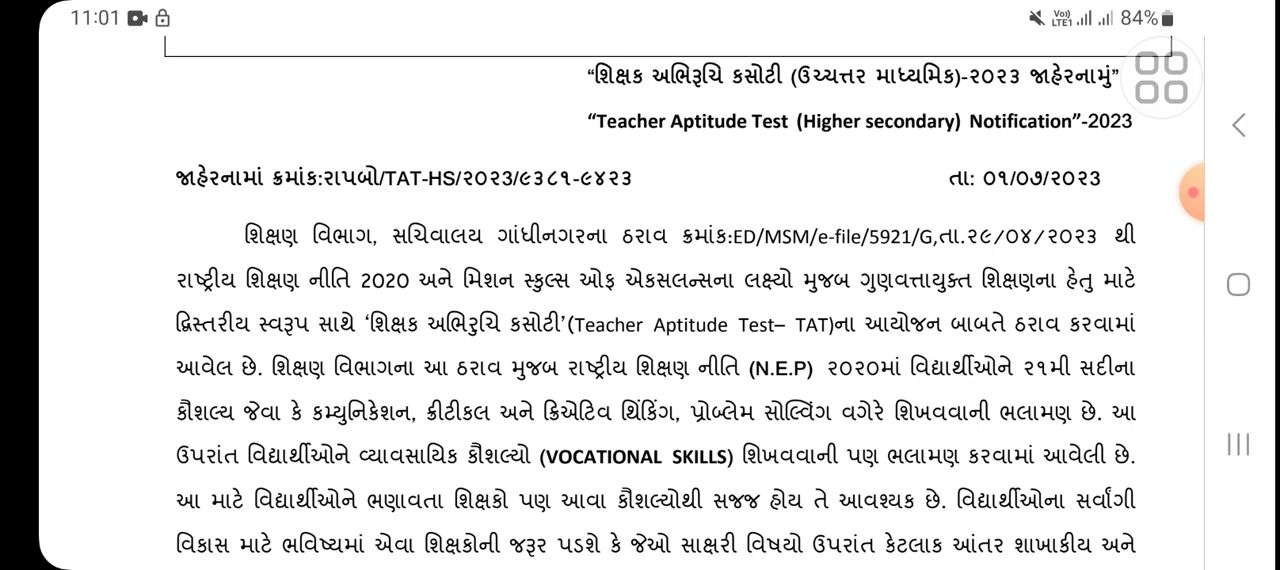 11:01
Vo)) LTE1 84%
“શિક્ષક અભિરૂચિ કસોટી (ઉચ્ચત્તર માધ્યમિક)-૨૦૨૩ જાહેરનામું”
“Teacher Aptitude Test (Higher secondary) Notification”-2023
જાહેરનામાં ક્રમાંક:રાપબો/TAT-HS/૨૦૨૩/૯૩૮૧-૯૪૨૩ તા: ૦૧/૦૭/૨૦૨૩
શિક્ષણ વિભાગ, સચિવાલય ગાંધીનગરના ઠરાવ ક્રમાંક:ED/MSM/e-file/5921/G,તા.૨૯/૦૪/૨૦૨૩ થી
રાષ્ટ્રીય શિક્ષણ નીતિ 2020 અને મિશન સ્કુલ્સ ઓફ એકસલન્સના લક્ષ્યો મુજબ ગુણવત્તાયુક્ત શિક્ષણના હેતુ માટે
દ્વિસ્તરીય સ્વરૂપ સાથે ‘શિક્ષક અભિરુચિ કસોટી’(Teacher Aptitude Test– TAT)ના આયોજન બાબતે ઠરાવ કરવામાં
આવેલ છે. શિક્ષણ વિભાગના આ ઠરાવ મુજબ રાષ્ટ્રીય શિક્ષણ નીતિ (N.E.P) ૨૦૨૦માં વિદ્યાર્થીઓને ૨૧મી સદીના
કૌશલ્ય જેવા કે કમ્યુનિકેશન, ક્રીટીકલ અને ક્રિએટિવ થિંકિંગ, પ્રોબ્લેમ સોલ્વિંગ વગેરે શિખવવાની ભલામણ છે. આ
ઉપરાંત વિદ્યાર્થીઓને વ્યાવસાયિક કૌશલ્યો (VOCATIONAL SKILLS) શિખવવાની પણ ભલામણ કરવામાં આવેલી છે.
આ માટે વિદ્યાર્થીઓને ભણાવતા શિક્ષકો પણ આવા કૌશલ્યોથી સજજ હોય તે આવશ્યક છે. વિદ્યાર્થીઓના સર્વાંગી
વિકાસ માટે ભવિષ્યમાં એવા શિક્ષકોની જરૂર પડશે કે જેઓ સાક્ષરી વિષયો ઉપરાંત કેટલાક આંતર શાખાકીય અને